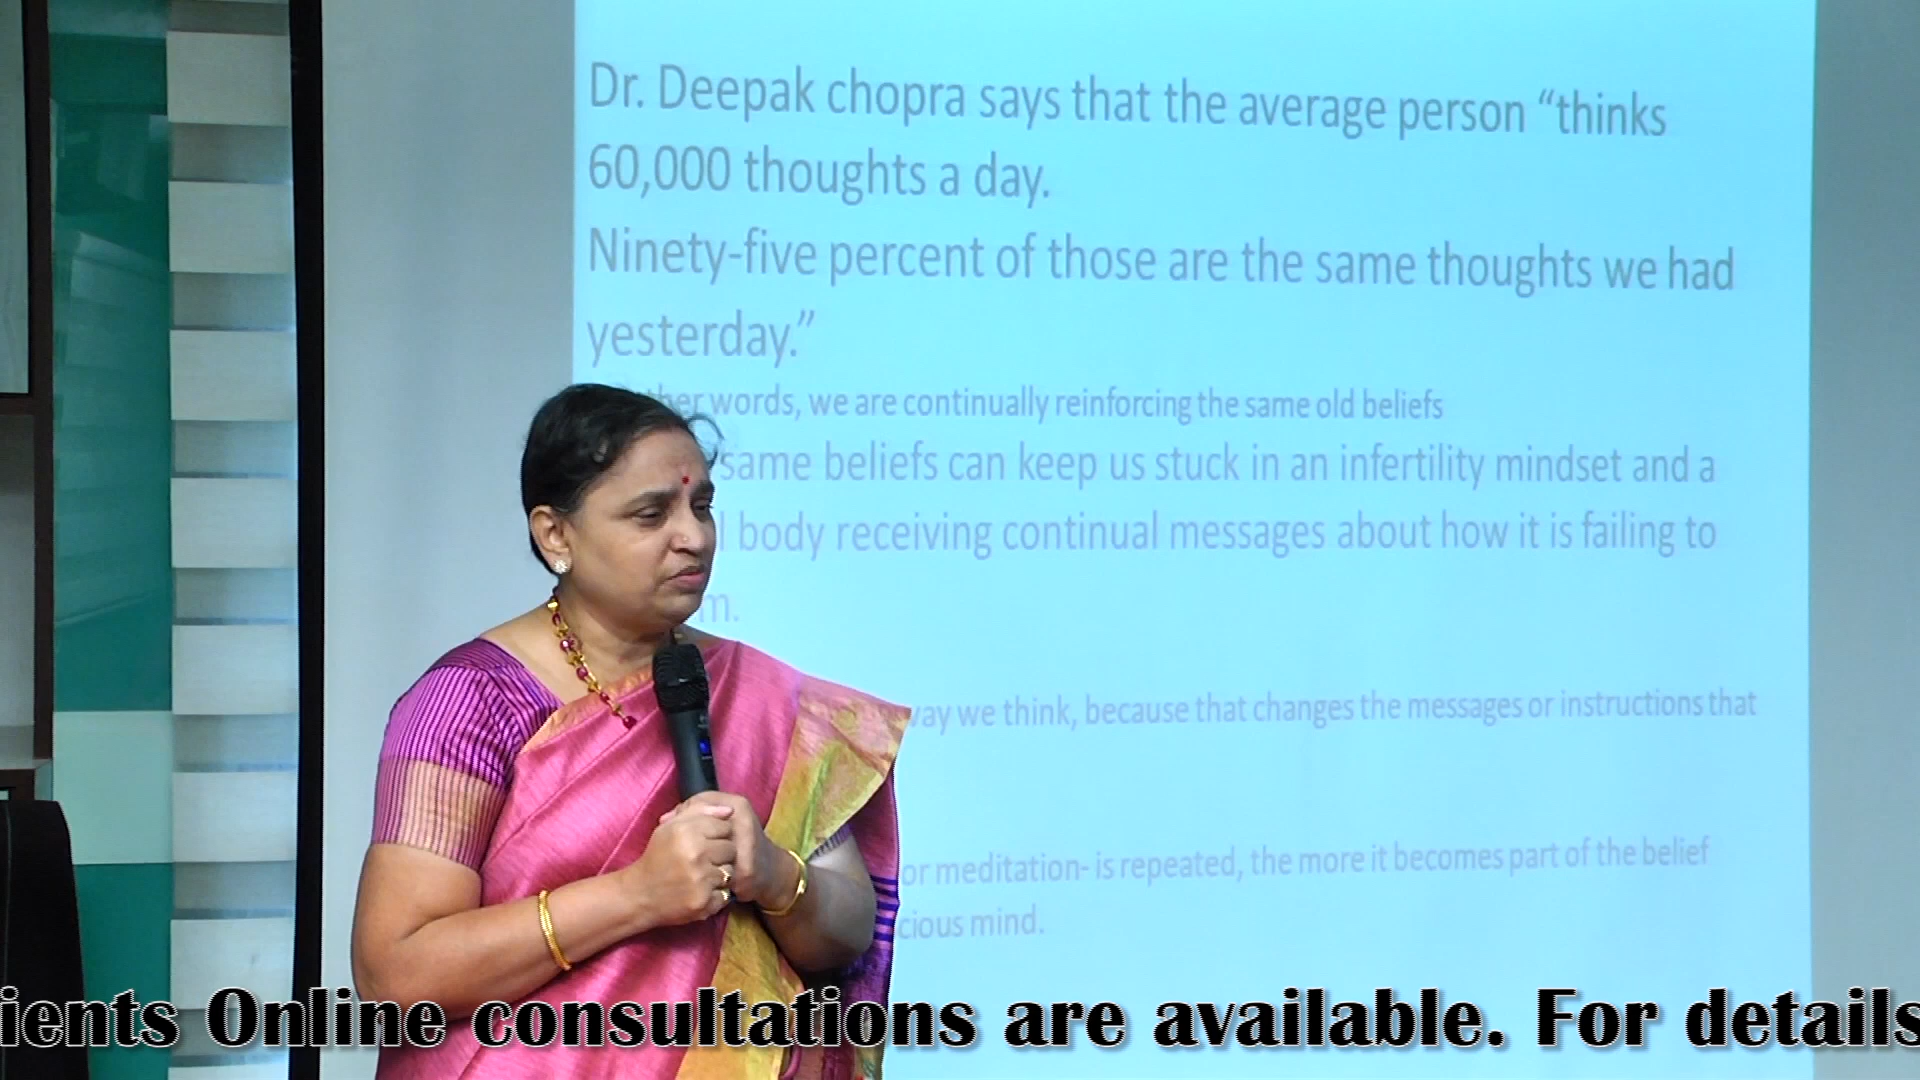 Dr. Deepak chopra says that the average person “thinks
60,000 thoughts a day.
Ninety-five percent of those are the same thoughts we had
yesterday.”
words, we are continually reinforcing the same old beliefs
same beliefs can keep us stuck in an infertility mindset and a
body receiving continual messages about how it is failing to
we think, because that changes the messages or instructions that
or meditation- is repeated, the more it becomes part of the belief
mind.
Online consultations are available. For details